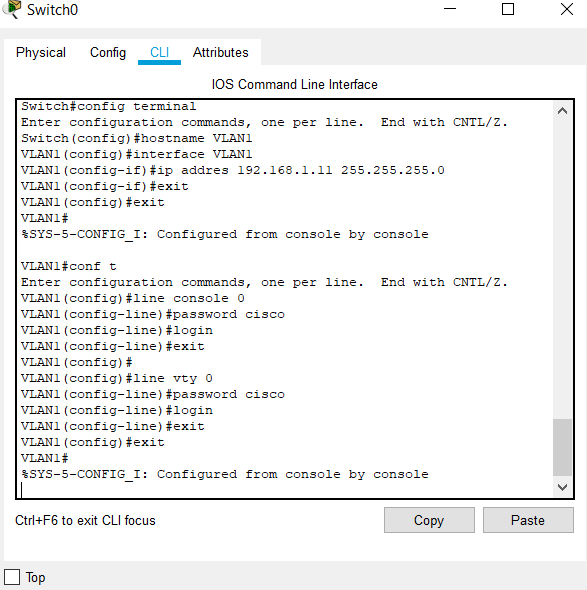 Switch0
Physical Config CLI Attributes
IOS Command Line Interface
Switch#config terminal
Enter configuration commands, one per line.  End with CNTL/Z.
Switch(config)#hostname VLAN1
VLAN1(config)#interface VLAN1
VLAN1(config-if)#ip addres 192.168.1.11 255.255.255.0
VLAN1(config-if)#exit
VLAN1(config)#exit
VLAN1#
%SYS-5-CONFIG_I: Configured from console by console
VLAN1#conf t
Enter configuration commands, one per line.  End with CNTL/Z.
VLAN1(config)#line console 0
VLAN1(config-line)#password cisco
VLAN1(config-line)#login
VLAN1(config-line)#exit
VLAN1(config)#
VLAN1(config)#line vty 0
VLAN1(config-line)#password cisco
VLAN1(config-line)#login
VLAN1(config-line)#exit
VLAN1(config)#exit
VLAN1#
%SYS-5-CONFIG_I: Configured from console by console
Ctrl+F6 to exit CLI focus Copy Paste
Top